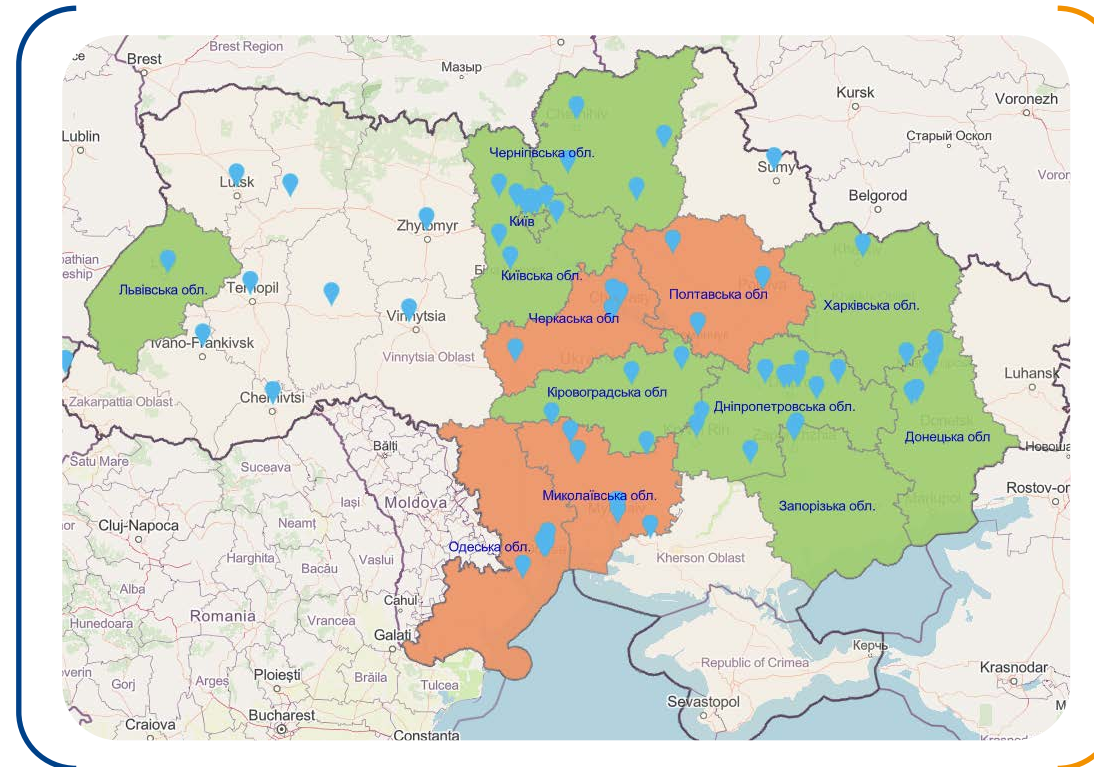 Brest Region
Brest
Мазыр
Kursk
Voronezh
Lublin
Старый Оскол
Чернігівська обл.
Sumy
Lutsk
Belgorod
Zhytomyr
Київ
Київська обл.
Львівська обл.
Ternopil
Полтавська обл
Харківська обл.
Черкаська обл
Vinnytsia
Ivano-Frankivsk
Vinnytsia Oblast
Luhansk
Кіровоградська обл
Zakarpattia Oblast
Chernivtsi
Дніпропетровська обл.
Донецька обл
Bălți
Satu Mare
Suceava
Iași
Moldova
Миколаївська обл.
Запорізька обл.
Cluj-Napoca
Neamț
Harghita
Bacău
Vaslui
Одеська обл.
Kherson Oblast
Alba
Cahul
Hunedoara
Romania
Vrancea
Galați
Керчь
Republic of Crimea
Krasnodar
Ploiești
Brăila
Tulcea
Gorj
Argeș
Sevastopol
Craiova
Bucharest
Constanța